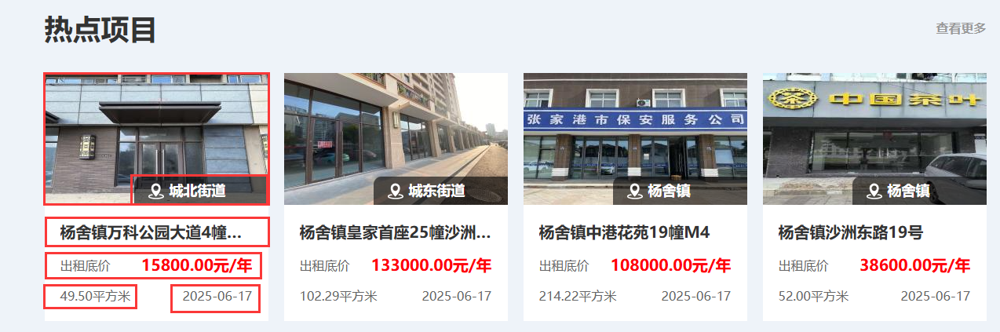 热点项目
查看更多
城北街道
杨舍镇万科公园大道4幢...
出租底价 15800.00元/年
49.50平方米 2025-06-17
城东街道
杨舍镇皇家首座25幢沙洲...
出租底价 133000.00元/年
102.29平方米 2025-06-17
张家港市保安服务公司
杨舍镇
杨舍镇中港花苑19幢M4
出租底价 108000.00元/年
214.22平方米 2025-06-17
茶 中国茶叶
杨舍镇
杨舍镇沙洲东路19号
出租底价 38600.00元/年
52.00平方米 2025-06-17